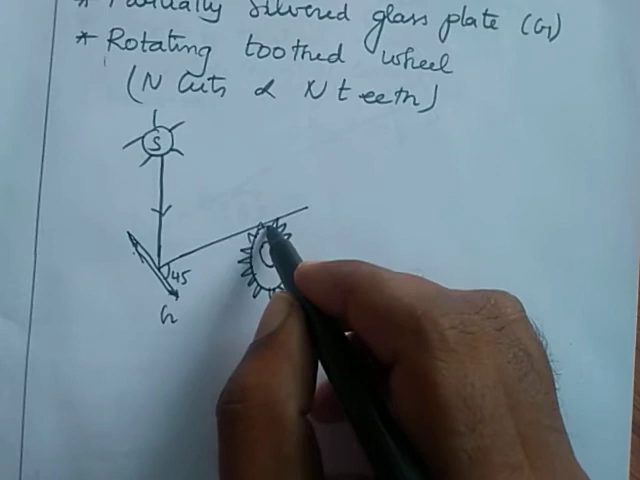 * Partially silvered glass plate (G)
* Rotating toothed wheel
(N Cuts & N teeth)
S
45
G